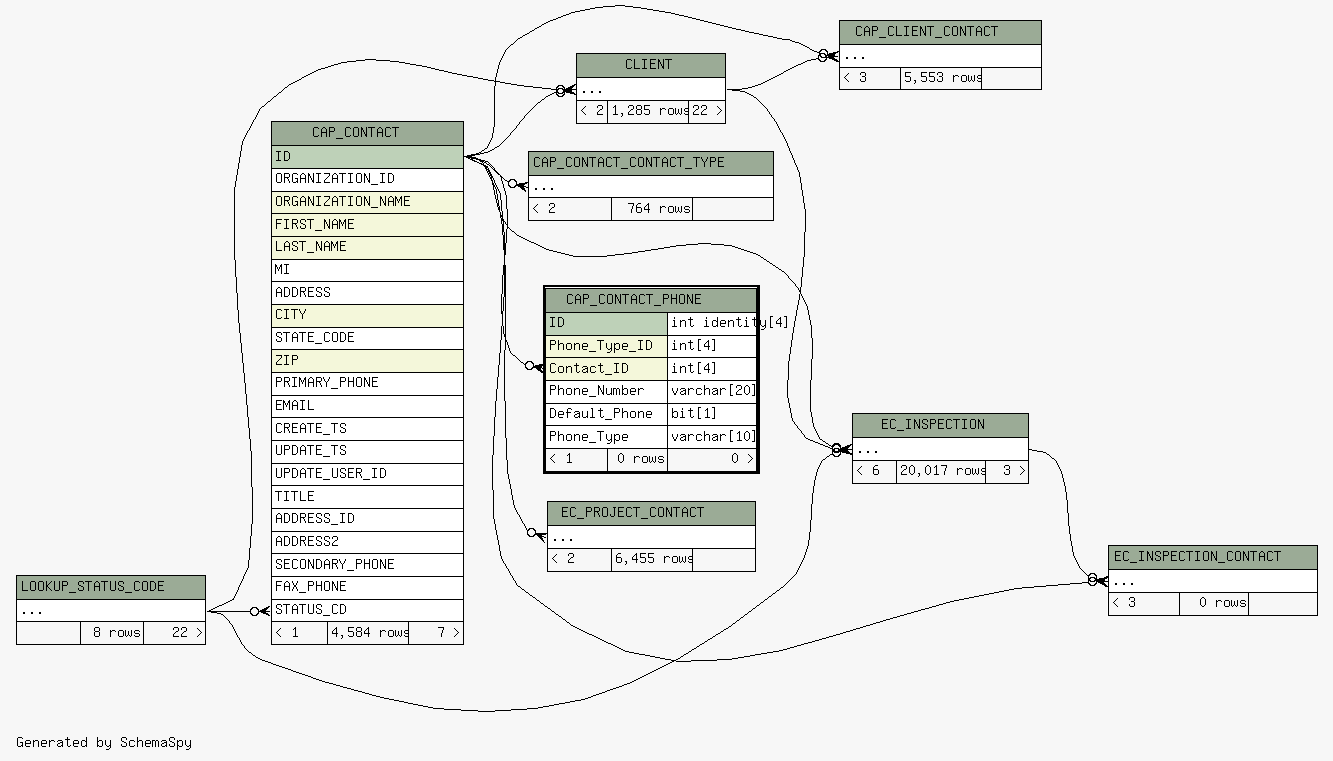 CAP_CLIENT_CONTACT
...
< 3 5,553 rows
CLIENT
...
< 2 1,285 rows 22 >
CAP_CONTACT
ID
ORGANIZATION_ID
ORGANIZATION_NAME
FIRST_NAME
LAST_NAME
MI
ADDRESS
CITY
STATE_CODE
ZIP
PRIMARY_PHONE
EMAIL
CREATE_TS
UPDATE_TS
UPDATE_USER_ID
TITLE
ADDRESS_ID
ADDRESS2
SECONDARY_PHONE
FAX_PHONE
STATUS_CD
< 1 4,584 rows 7 >
CAP_CONTACT_CONTACT_TYPE
...
< 2 764 rows
CAP_CONTACT_PHONE
ID int identity[4]
Phone_Type_ID int[4]
Contact_ID int[4]
Phone_Number varchar[20]
Default_Phone bit[1]
Phone_Type varchar[10]
< 1 0 rows 0 >
EC_INSPECTION
...
< 6 20,017 rows 3 >
EC_PROJECT_CONTACT
...
< 2 6,455 rows
EC_INSPECTION_CONTACT
...
< 3 0 rows
LOOKUP_STATUS_CODE
...
8 rows 22 >
Generated by SchemaSpy